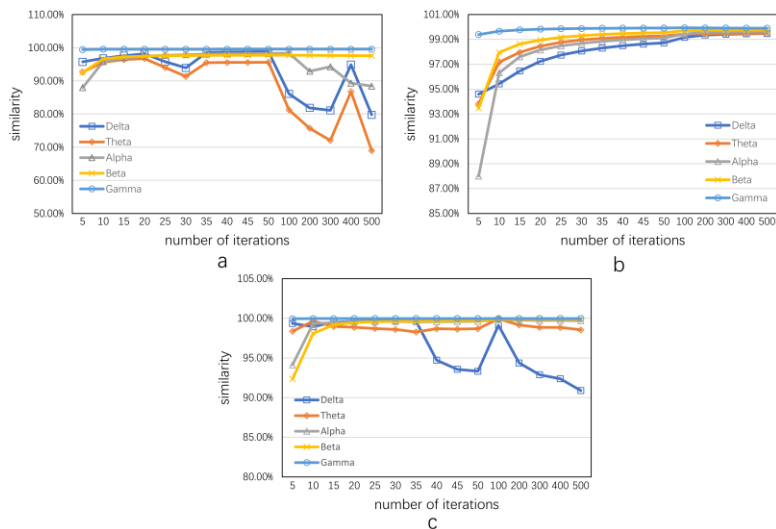 100.00%
90.00%
80.00%
70.00%
60.00%
50.00%
similarity
Delta
Theta
Alpha
Beta
Gamma
5 10 15 20 25 30 35 40 45 50 100 200 300 400 500
number of iterations
a
101.00%
99.00%
97.00%
95.00%
93.00%
91.00%
89.00%
87.00%
85.00%
similarity
Delta
Theta
Alpha
Beta
Gamma
5 10 15 20 25 30 35 40 45 50 100 200 300 400 500
number of iterations
b
105.00%
100.00%
95.00%
90.00%
85.00%
80.00%
similarity
Delta
Theta
Alpha
Beta
Gamma
5 10 15 20 25 30 35 40 45 50 100 200 300 400 500
number of iterations
c